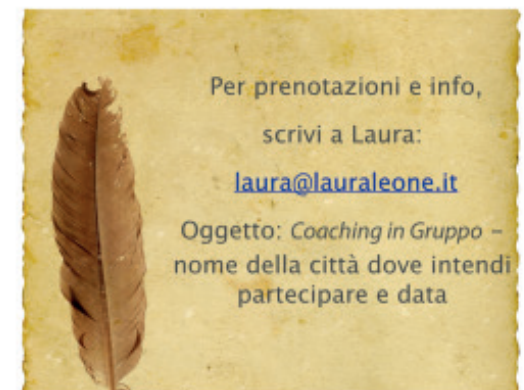 Per prenotazioni e info,
scrivi a Laura:
laura@lauraleone.it
Oggetto: Coaching in Gruppo –
nome della città dove intendi
partecipare e data